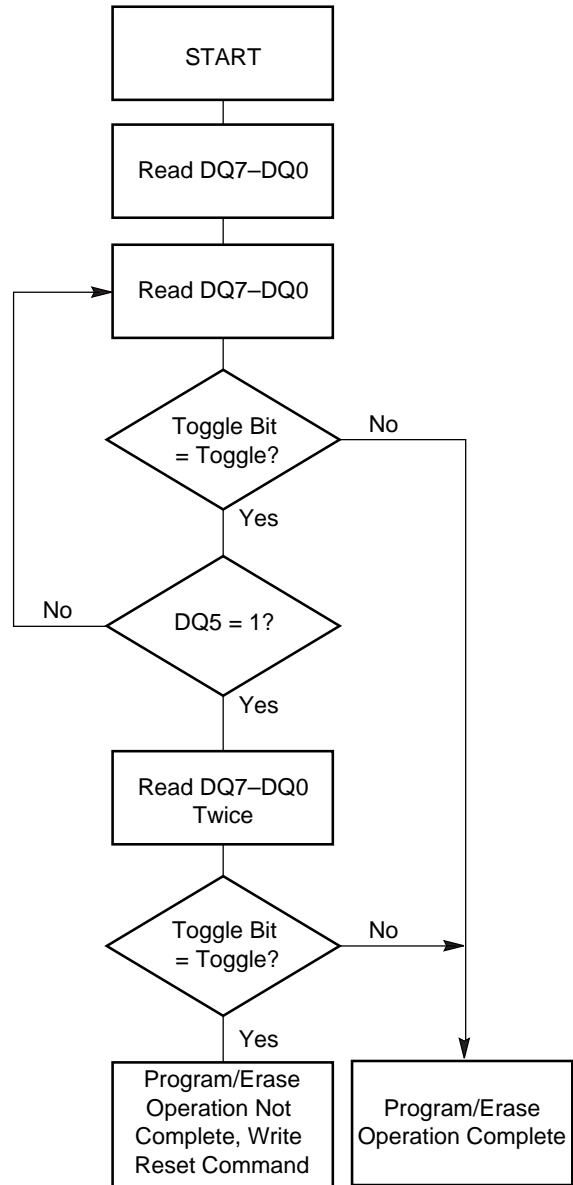 START
Read DQ7–DQ0
Read DQ7–DQ0
Toggle Bit
= Toggle?
No
Yes
No
DQ5 = 1?
Yes
Read DQ7–DQ0
Twice
Toggle Bit
= Toggle?
No
Yes
Program/Erase
Operation Not
Complete, Write
Reset Command
Program/Erase
Operation Complete